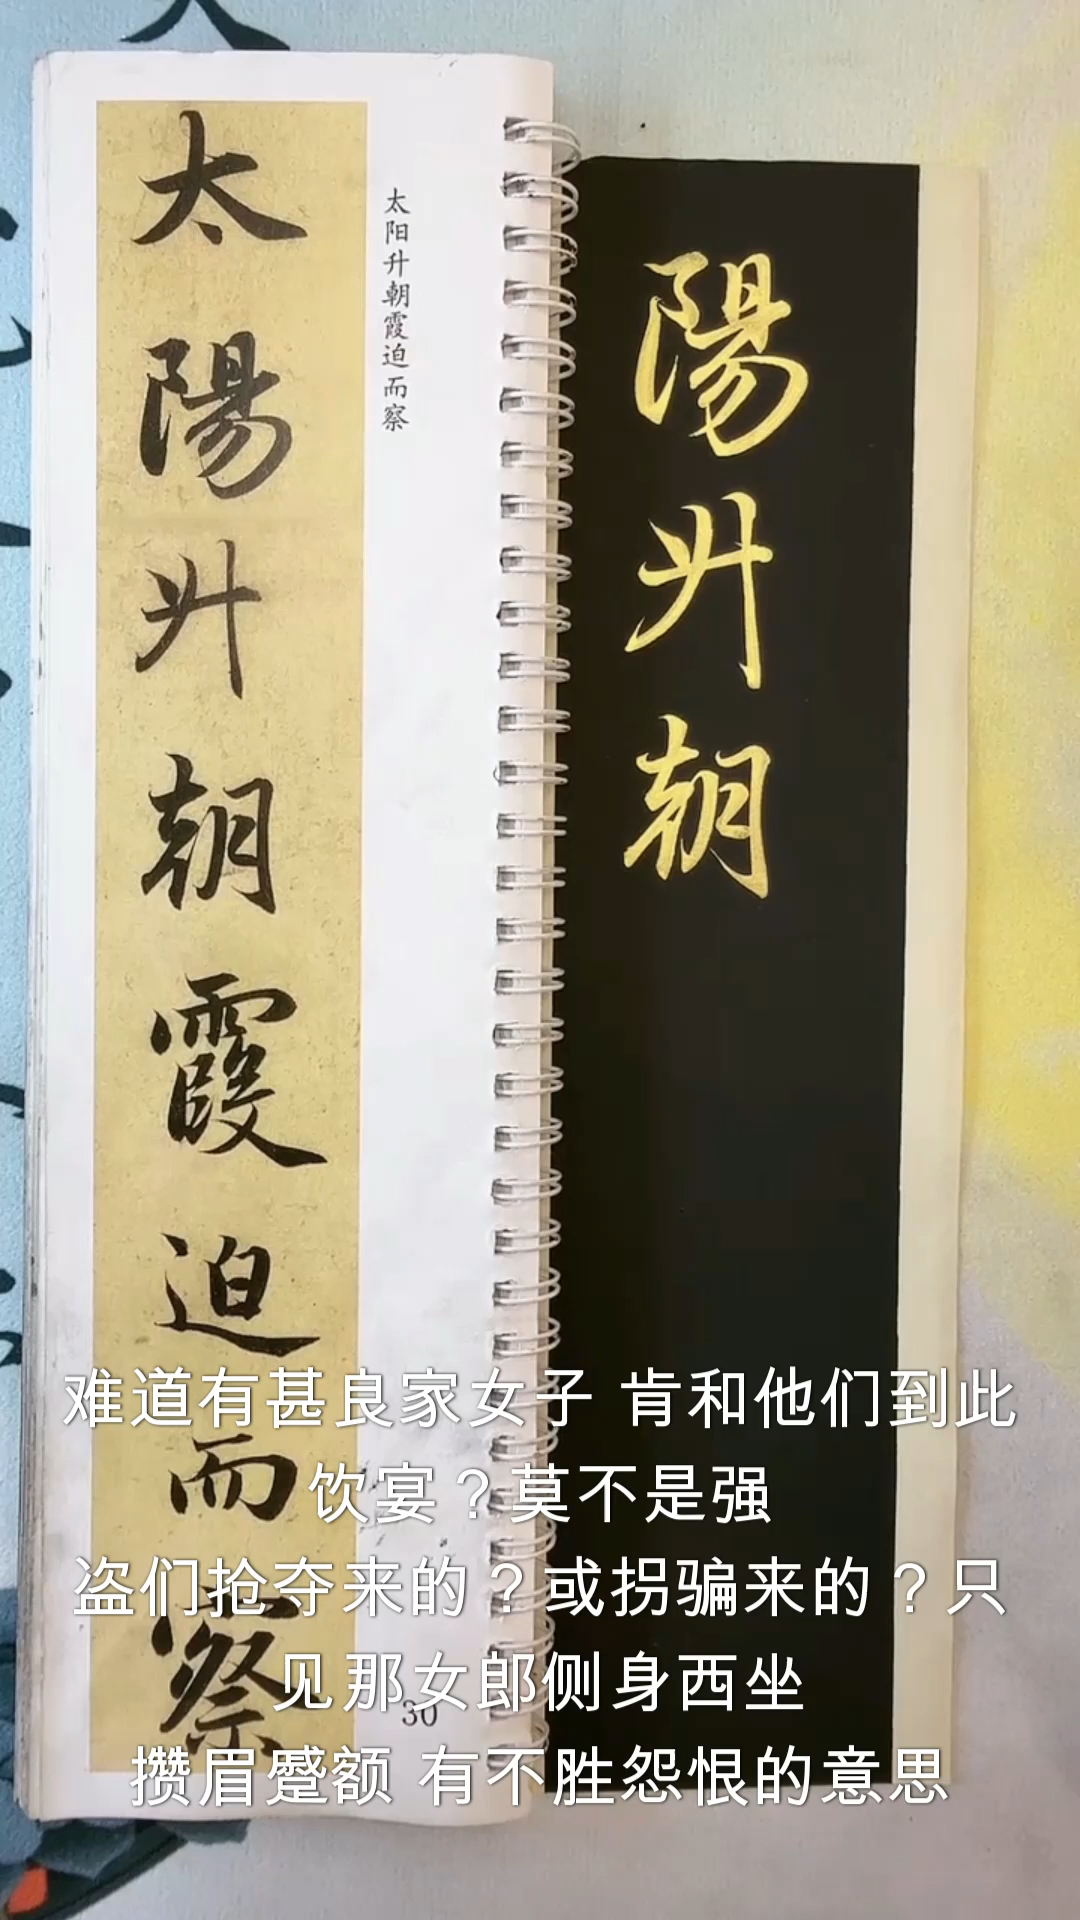 太陽升朝霞迫而察
太阳升朝霞迫而察
陽升朝
30
难道有甚良家女子 肯和他们到此
饮宴？莫不是强
盗们抢夺来的？或拐骗来的？只
见那女郎侧身西坐
攒眉蹙额 有不胜怨恨的意思